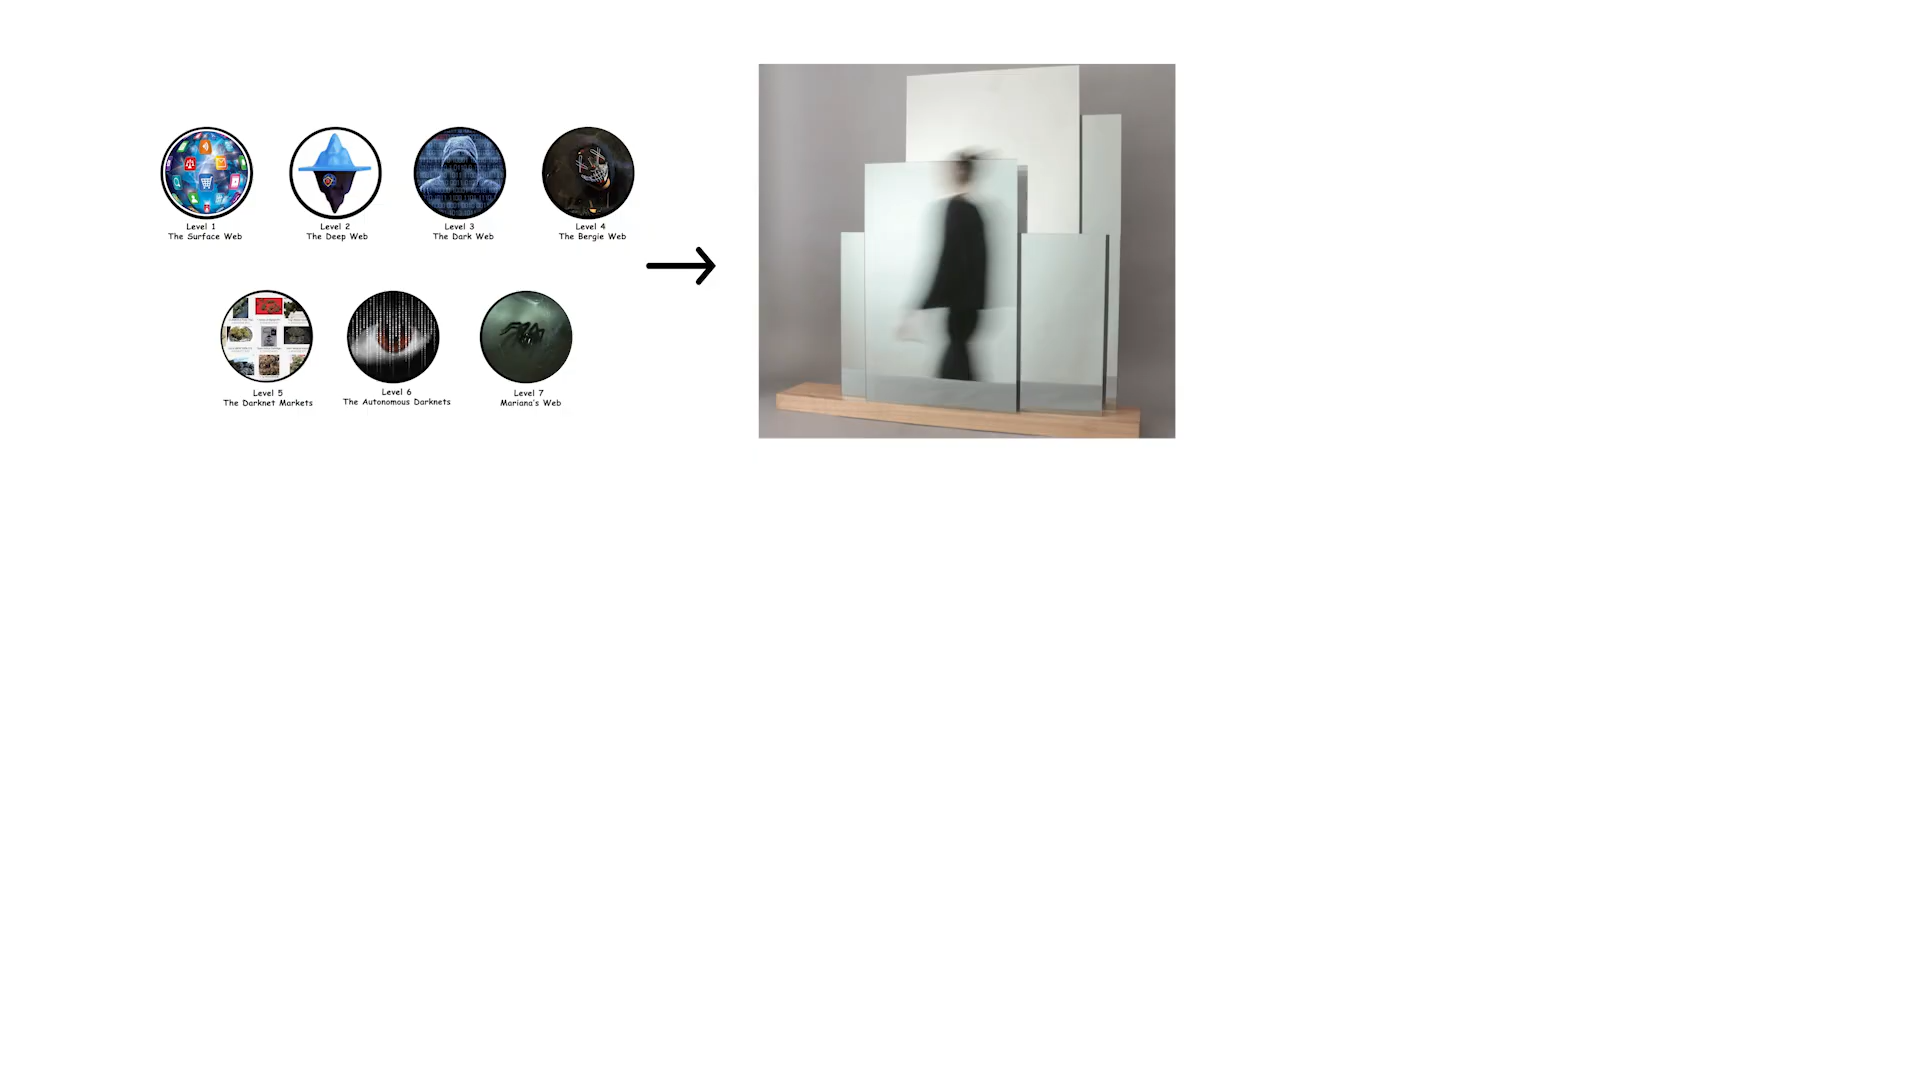 Level 1
The Surface Web
Level 2
The Deep Web
Level 3
The Dark Web
Level 4
The Bergie Web
Level 5
The Darknet Markets
Level 6
The Autonomous Darknets
Level 7
Mariana's Web